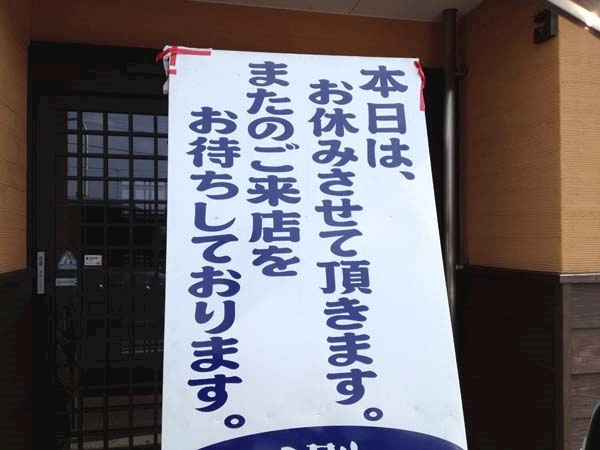 本日は、
お休みさせて頂きます。
またのご来店を
お待ちしております。